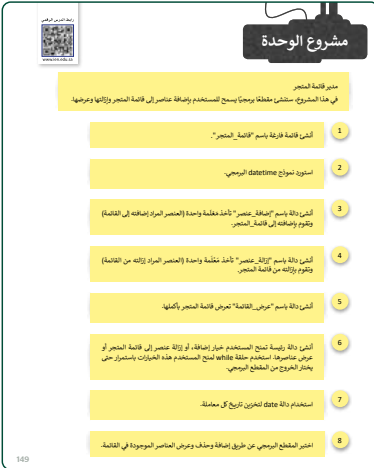 رابط الدرس الرقمي
www.ien.edu.sa
مشروع الوحدة
مدير قائمة المتجر
في هذا المشروع، ستنشئ مقطعًا برمجيًا يسمح للمستخدم بإضافة عناصر إلى قائمة المتجر وإزالتها وعرضها.
1 أنشئ قائمة فارغة باسم "قائمة_المتجر".
2 استورد نموذج datetime البرمجي.
3 أنشئ دالة باسم "إضافة_عنصر" تأخذ مَعْلمة واحدة (العنصر المراد إضافته إلى القائمة)
وتقوم بإضافته إلى قائمة_المتجر.
4 أنشئ دالة باسم "إزالة_عنصر" تأخذ مَعْلَمة واحدة (العنصر المراد إزالته من القائمة)
وتقوم بإزالته من قائمة المتجر.
5 أنشئ دالة باسم "عرض_القائمة" تعرض قائمة المتجر بأكملها.
6 أنشئ دالة رئيسة تمنح المستخدم خيار إضافة، أو إزالة عنصر إلى قائمة المتجر أو
عرض عناصرها. استخدم حلقة while لمنح المستخدم هذه الخيارات باستمرار حتى
يختار الخروج من المقطع البرمجي.
7 استخدام دالة date لتخزين تاريخ كل معاملة.
8 اختبر المقطع البرمجي عن طريق إضافة وحذف وعرض العناصر الموجودة في القائمة.
149